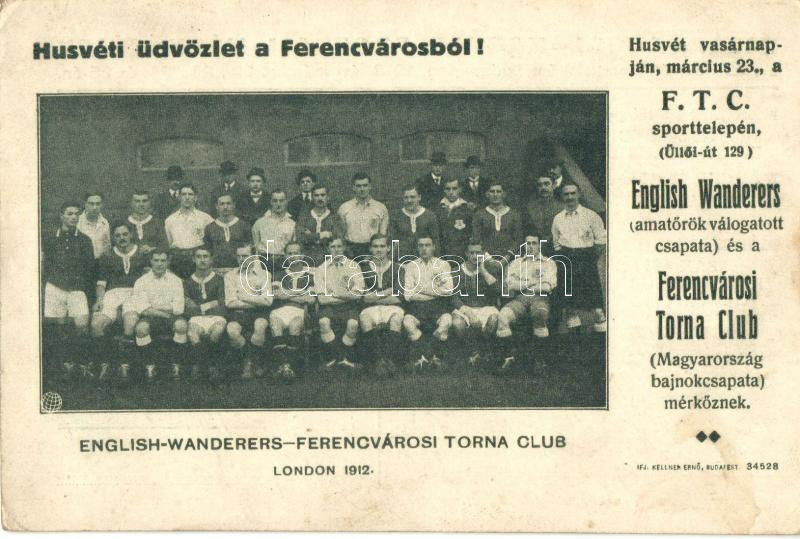 Husvéti üdvözlet a Ferencvárosból!
Husvét vasárnap-
ján, március 23., a
F. T. C.
sporttelepén,
(Üllői-út 129)
English Wanderers
(amatőrök válogatott
csapata) és a
Ferencvárosi
Torna Club
(Magyarország
bajnokcsapata)
mérkőznek.
IFJ. KELLNER ERNŐ, BUDAPEST. 34528
databanth
ENGLISH-WANDERERS—FERENCVÁROSI TORNA CLUB
LONDON 1912.